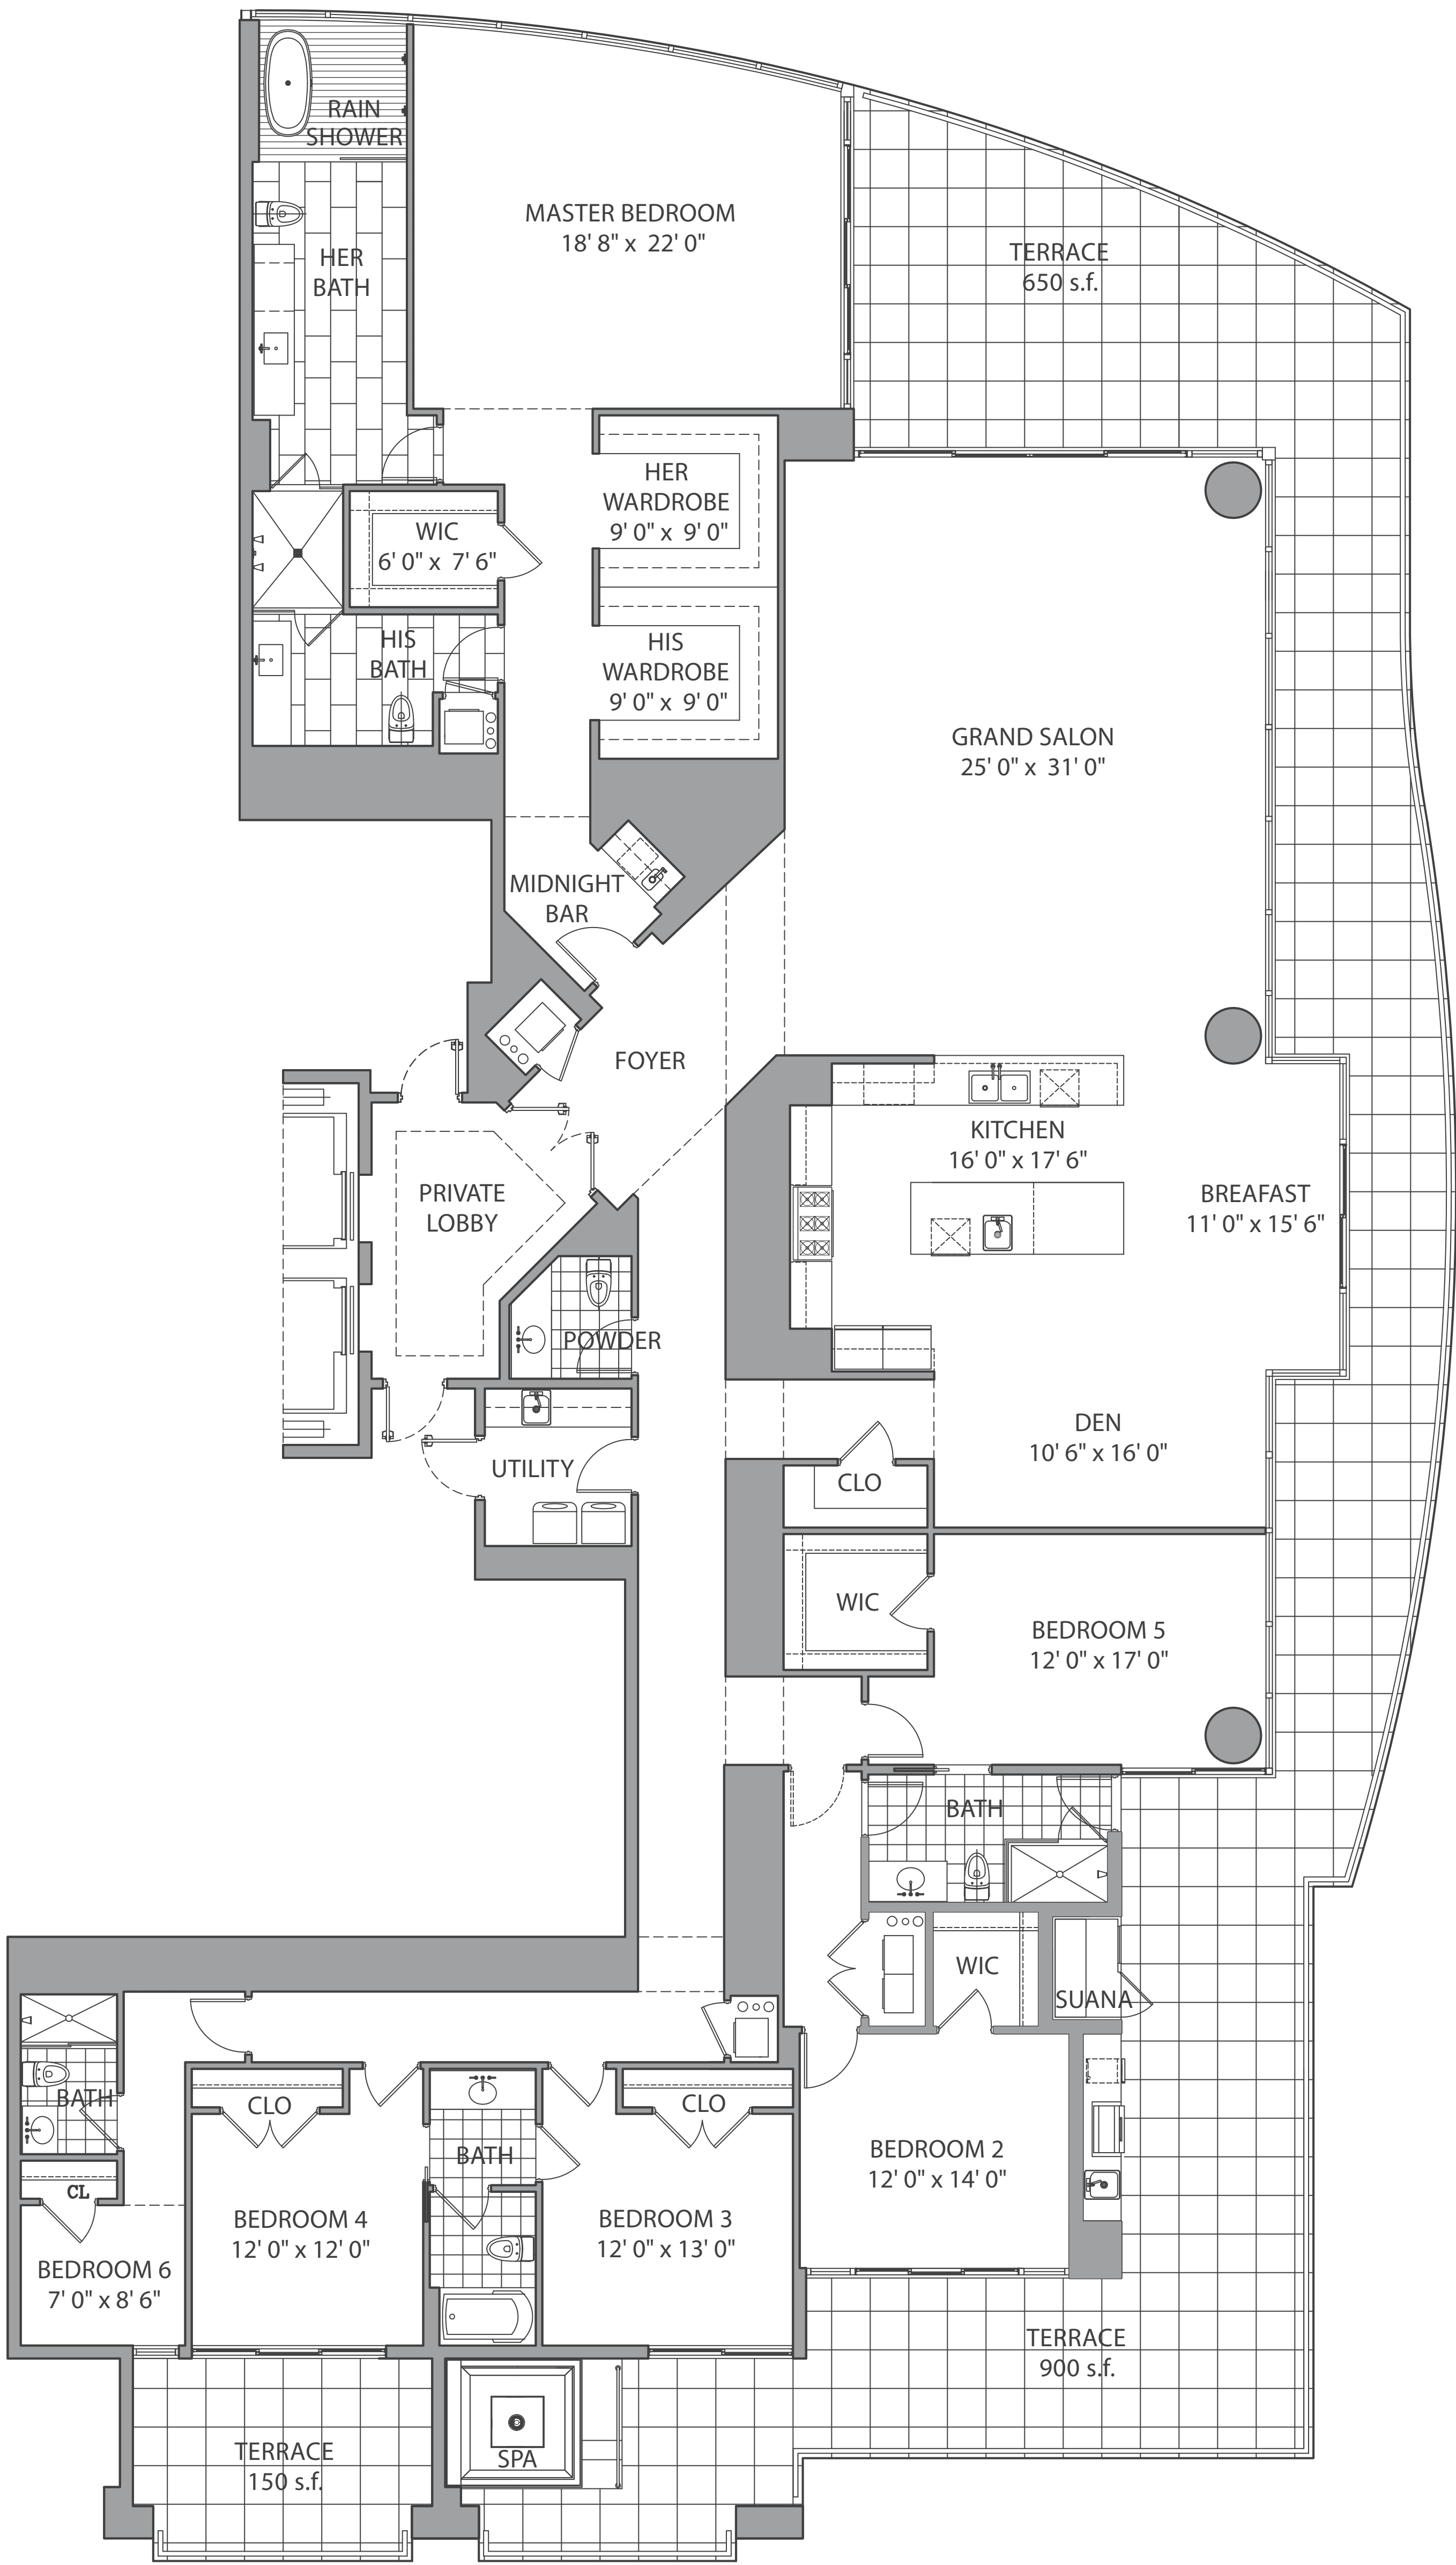 RAIN
SHOWER
MASTER BEDROOM
18' 8" x 22' 0"
HER
BATH
TERRACE
650 s.f.
HER
WARDROBE
9' 0" x 9' 0"
WIC
6' 0" x 7' 6"
HIS
BATH
HIS
WARDROBE
9' 0" x 9' 0"
GRAND SALON
25' 0" x 31' 0"
MIDNIGHT
BAR
FOYER
KITCHEN
16' 0" x 17' 6"
PRIVATE
LOBBY
BREAFAST
11' 0" x 15' 6"
POWDER
DEN
10' 6" x 16' 0"
UTILITY
CLO
WIC
BEDROOM 5
12' 0" x 17' 0"
BATH
WIC
SUANA
BATH
CLO
CLO
BATH
BEDROOM 2
12' 0" x 14' 0"
CL
BEDROOM 4
12' 0" x 12' 0"
BEDROOM 3
12' 0" x 13' 0"
BEDROOM 6
7' 0" x 8' 6"
TERRACE
900 s.f.
TERRACE
150 s.f.
SPA